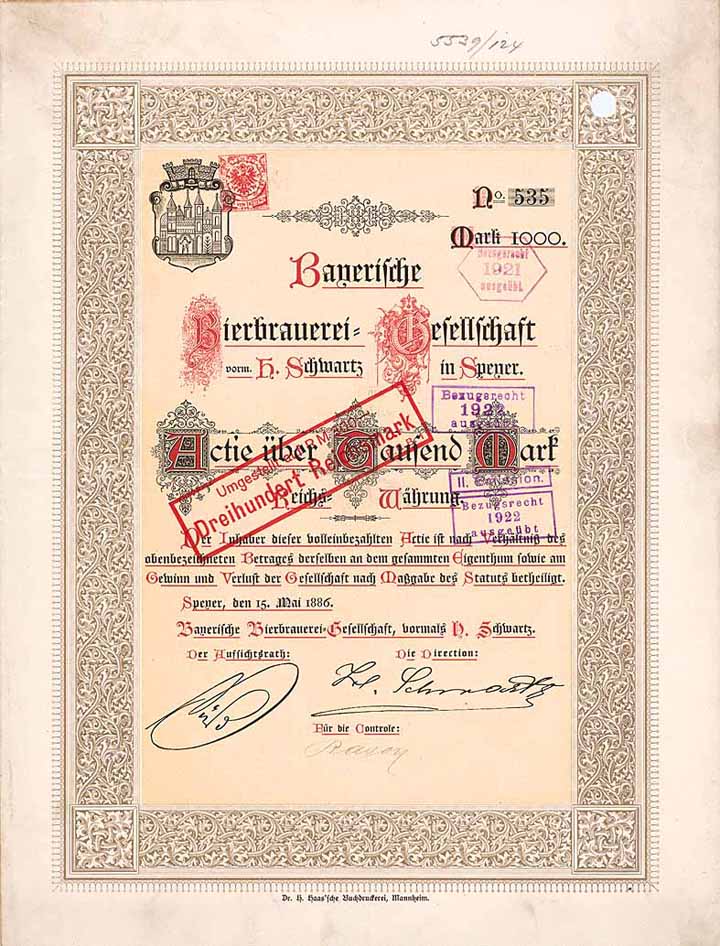 5539/124
No. 535
Mark 1000.
Bezugsrecht
1921
ausgeübt.
Bayerische
Bierbrauerei-Gesellschaft
vorm. H. Schwartz in Speyer.
Bezugsrecht
1922
ausgeübt
Actie über Tausend Mark
Umgestellt auf R.M. 300
Dreihundert Reichsmark
II. Emission.
Reichs-Währung.
Bezugsrecht
1922
ausgeübt
Der Inhaber dieser volleinbezahlten Actie ist nach Verhältniß des
obenbezeichneten Betrages derselben an dem gesammten Eigenthum sowie am
Gewinn und Verlust der Gesellschaft nach Maßgabe des Statuts betheiligt.
Speyer, den 15. Mai 1886.
Bayerische Bierbrauerei-Gesellschaft, vormals H. Schwartz.
Der Aufsichtsrath: Die Direction:
H. Schwartz
Für die Controle:
Dr. H. Haas'sche Buchdruckerei, Mannheim.